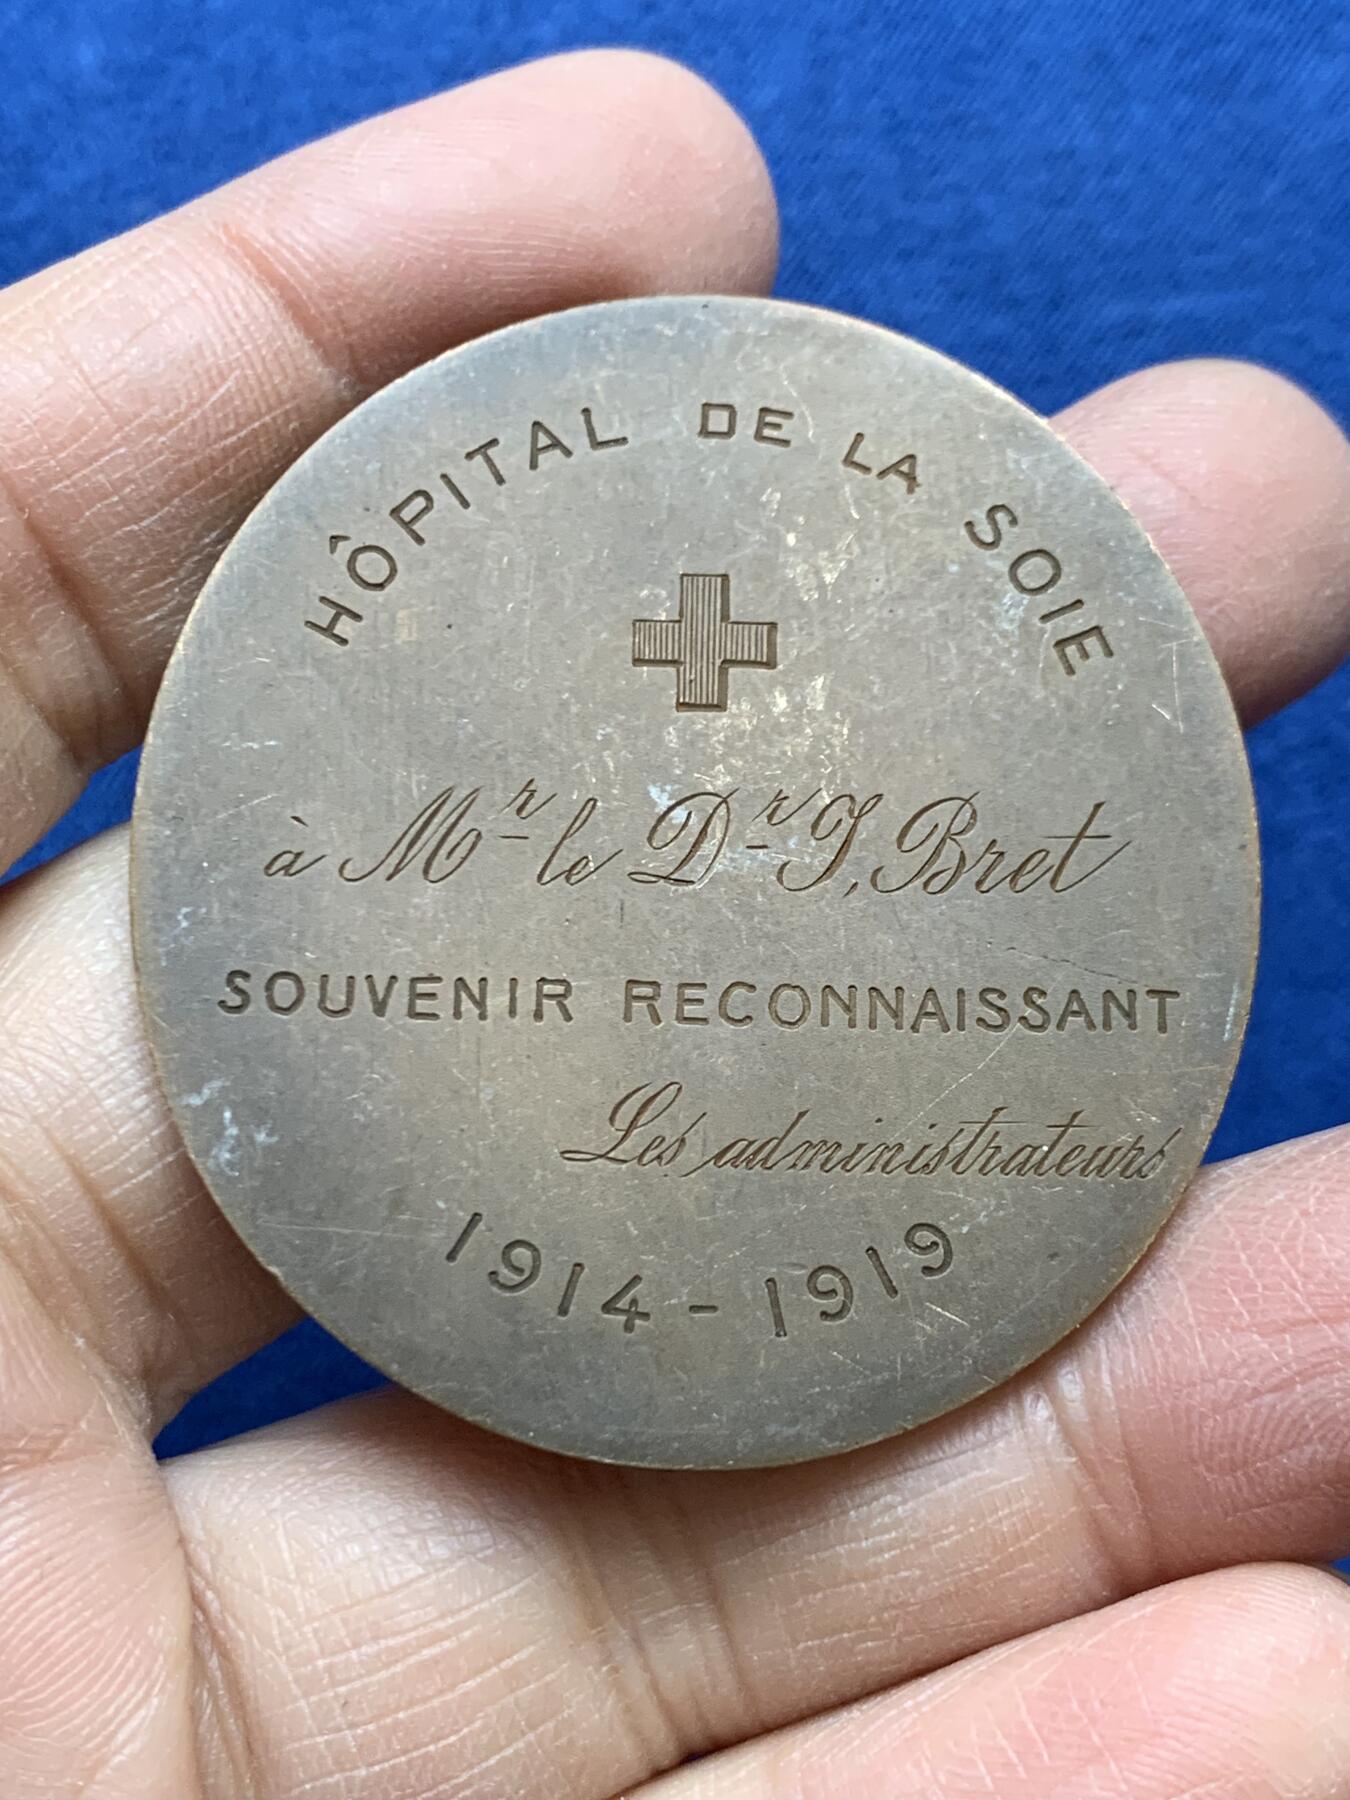 HÔPITAL DE LA SOIE
à Mr le Dr J. Bret
SOUVENIR RECONNAISSANT
Les administrateurs
1914-1919